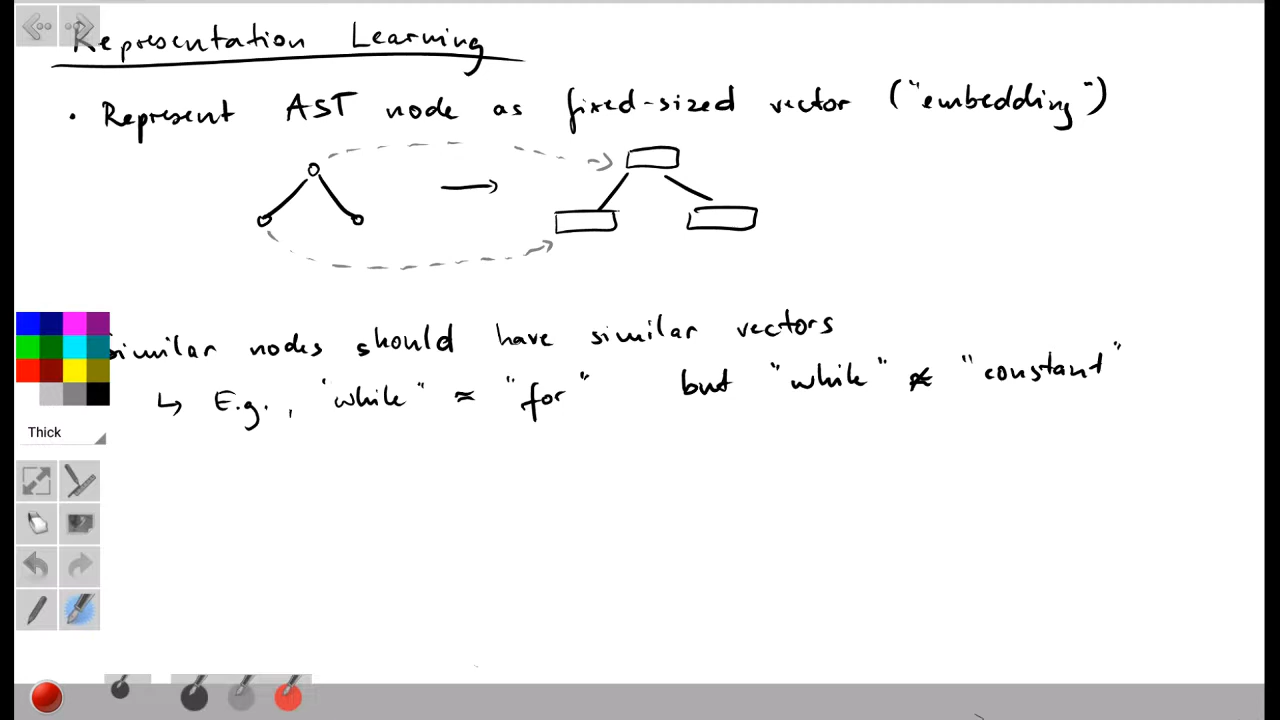 Representation Learning
• Represent AST node as fixed-sized vector ("embedding")
similar nodes should have similar vectors
↳ E.g., "while" ≈ "for" but "while" ≉ "constant"
Thick